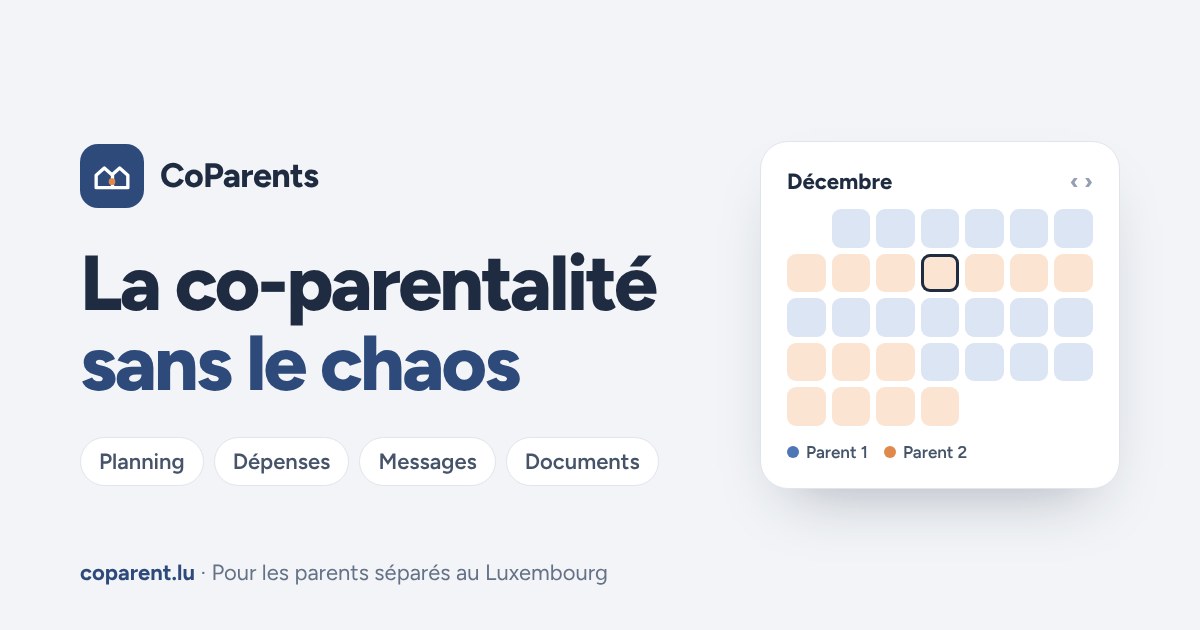 CoParents
La co-parentalité
sans le chaos
Planning Dépenses Messages Documents
coparent.lu · Pour les parents séparés au Luxembourg
Décembre ‹ ›
Parent 1 Parent 2